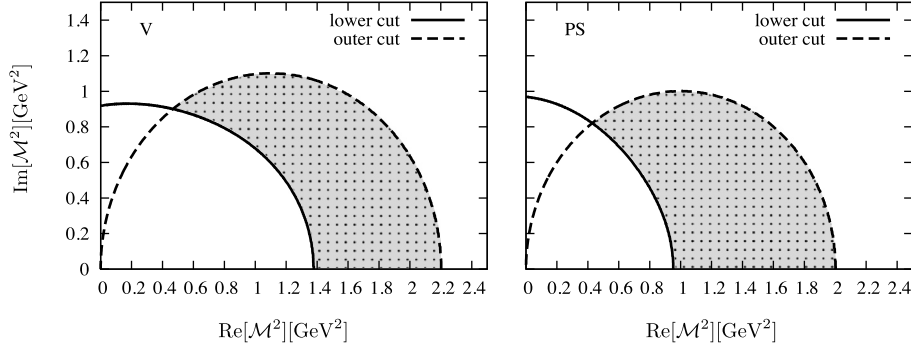 V
lower cut
outer cut
Im[ℳ²][GeV²]
1.4
1.2
1
0.8
0.6
0.4
0.2
0
0 0.2 0.4 0.6 0.8 1 1.2 1.4 1.6 1.8 2 2.2 2.4
Re[ℳ²][GeV²]
PS
lower cut
outer cut
0 0.2 0.4 0.6 0.8 1 1.2 1.4 1.6 1.8 2 2.2 2.4
Re[ℳ²][GeV²]